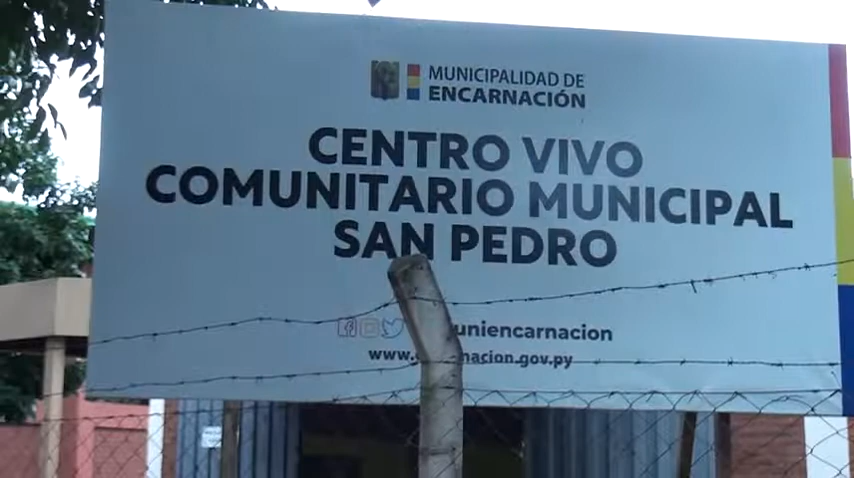 MUNICIPALIDAD DE
ENCARNACIÓN
CENTRO VIVO
COMUNITARIO MUNICIPAL
SAN PEDRO